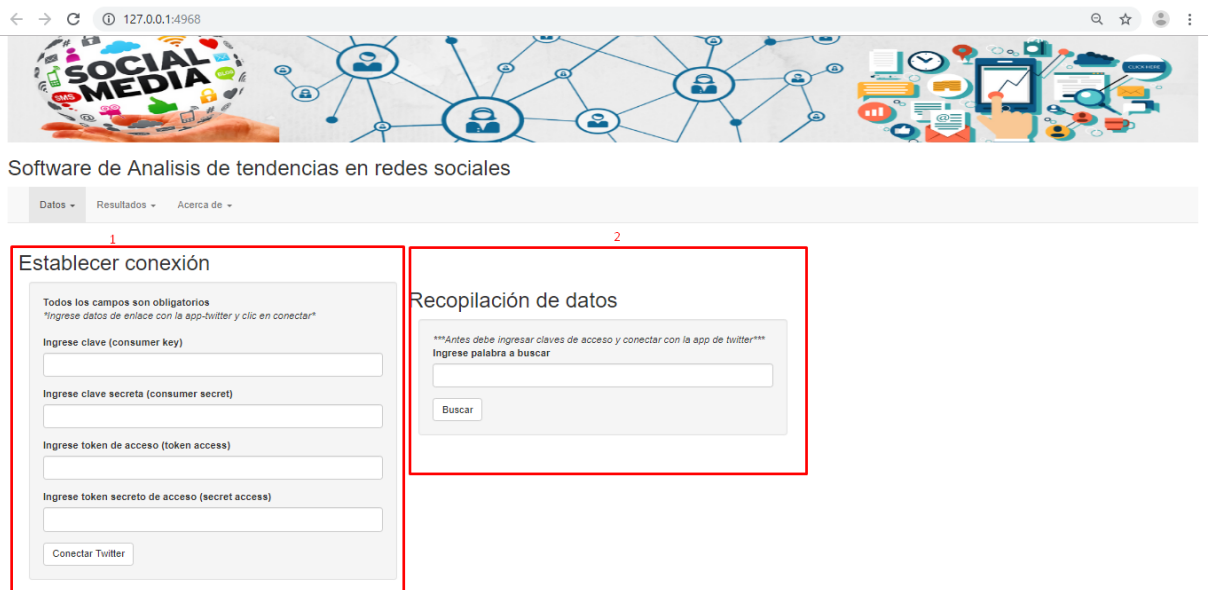 127.0.0.1:4968
SOCIAL
MEDIA
SMS
CLICK HERE
Software de Analisis de tendencias en redes sociales
Datos
Resultados
Acerca de
1
Establecer conexión
Todos los campos son obligatorios
*Ingrese datos de enlace con la app-twitter y clic en conectar*
Ingrese clave (consumer key)
Ingrese clave secreta (consumer secret)
Ingrese token de acceso (token access)
Ingrese token secreto de acceso (secret access)
Conectar Twitter
2
Recopilación de datos
***Antes debe ingresar claves de acceso y conectar con la app de twitter***
Ingrese palabra a buscar
Buscar